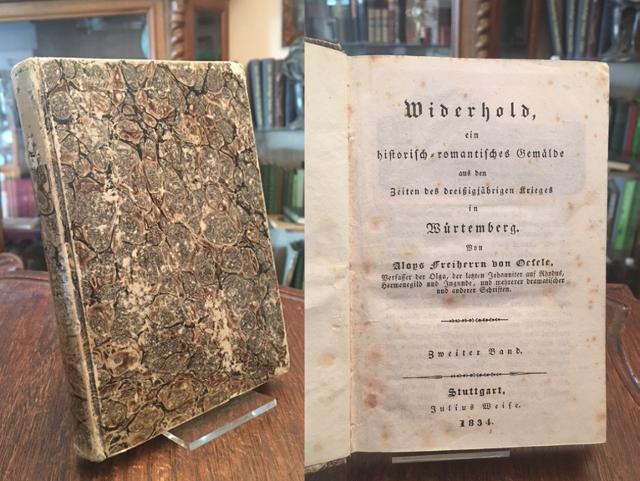 Widerhold,
ein
historisch-romantisches Gemälde
aus den
Zeiten des dreißigjährigen Krieges
in
Würtemberg.
Von
Aloys Freiherrn von Oefele,
Verfasser der Olga, der letzten Johanniter auf Rhodus,
Hermenegild und Ingunde, und mehrerer dramatischer
und anderer Schriften.
Zweiter Band.
Stuttgart,
Julius Weise.
1834.